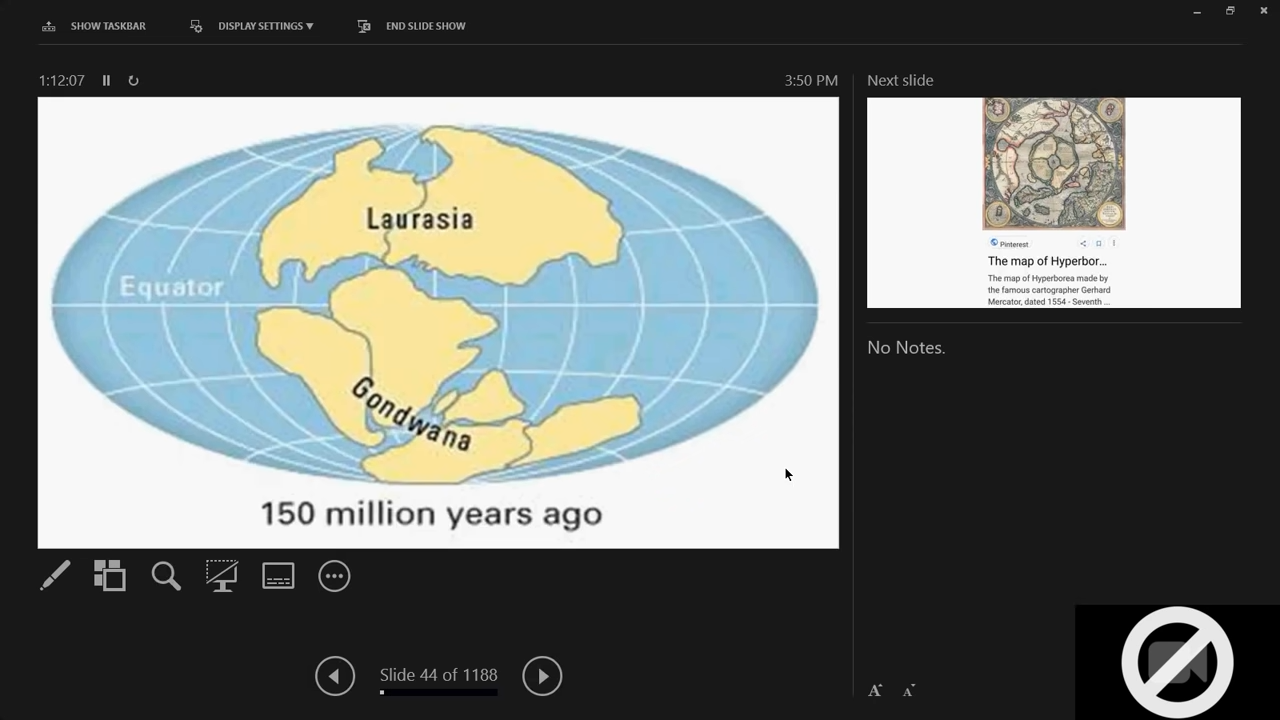 SHOW TASKBAR
DISPLAY SETTINGS ▼
END SLIDE SHOW
1:12:07
3:50 PM
Next slide
Laurasia
Equator
Gondwana
150 million years ago
Pinterest
The map of Hyperbor...
The map of Hyperborea made by
the famous cartographer Gerhard
Mercator, dated 1554 - Seventh ...
No Notes.
Slide 44 of 1188
A A